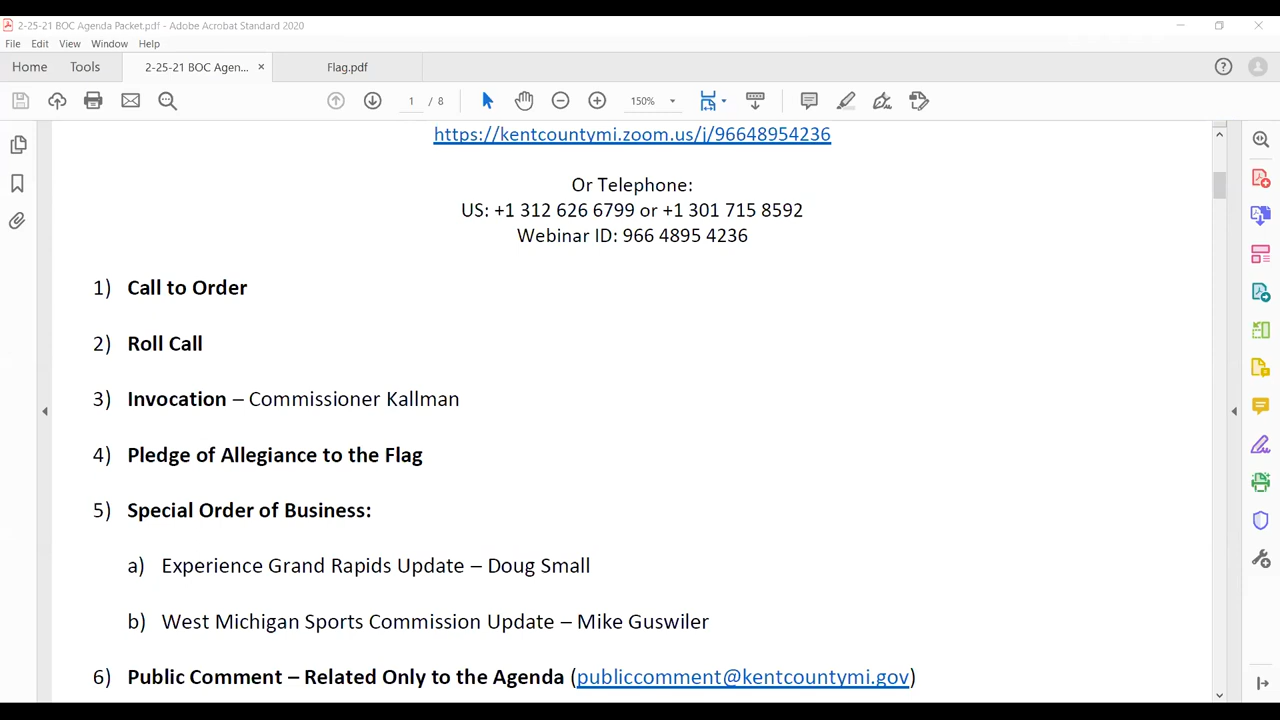 2-25-21 BOC Agenda Packet.pdf - Adobe Acrobat Standard 2020
File Edit View Window Help
Home Tools 2-25-21 BOC Agen... × Flag.pdf
1 / 8 150%
https://kentcountymi.zoom.us/j/96648954236
Or Telephone:
US: +1 312 626 6799 or +1 301 715 8592
Webinar ID: 966 4895 4236
1) Call to Order
2) Roll Call
3) Invocation – Commissioner Kallman
4) Pledge of Allegiance to the Flag
5) Special Order of Business:
a) Experience Grand Rapids Update – Doug Small
b) West Michigan Sports Commission Update – Mike Guswiler
6) Public Comment – Related Only to the Agenda (publiccomment@kentcountymi.gov)